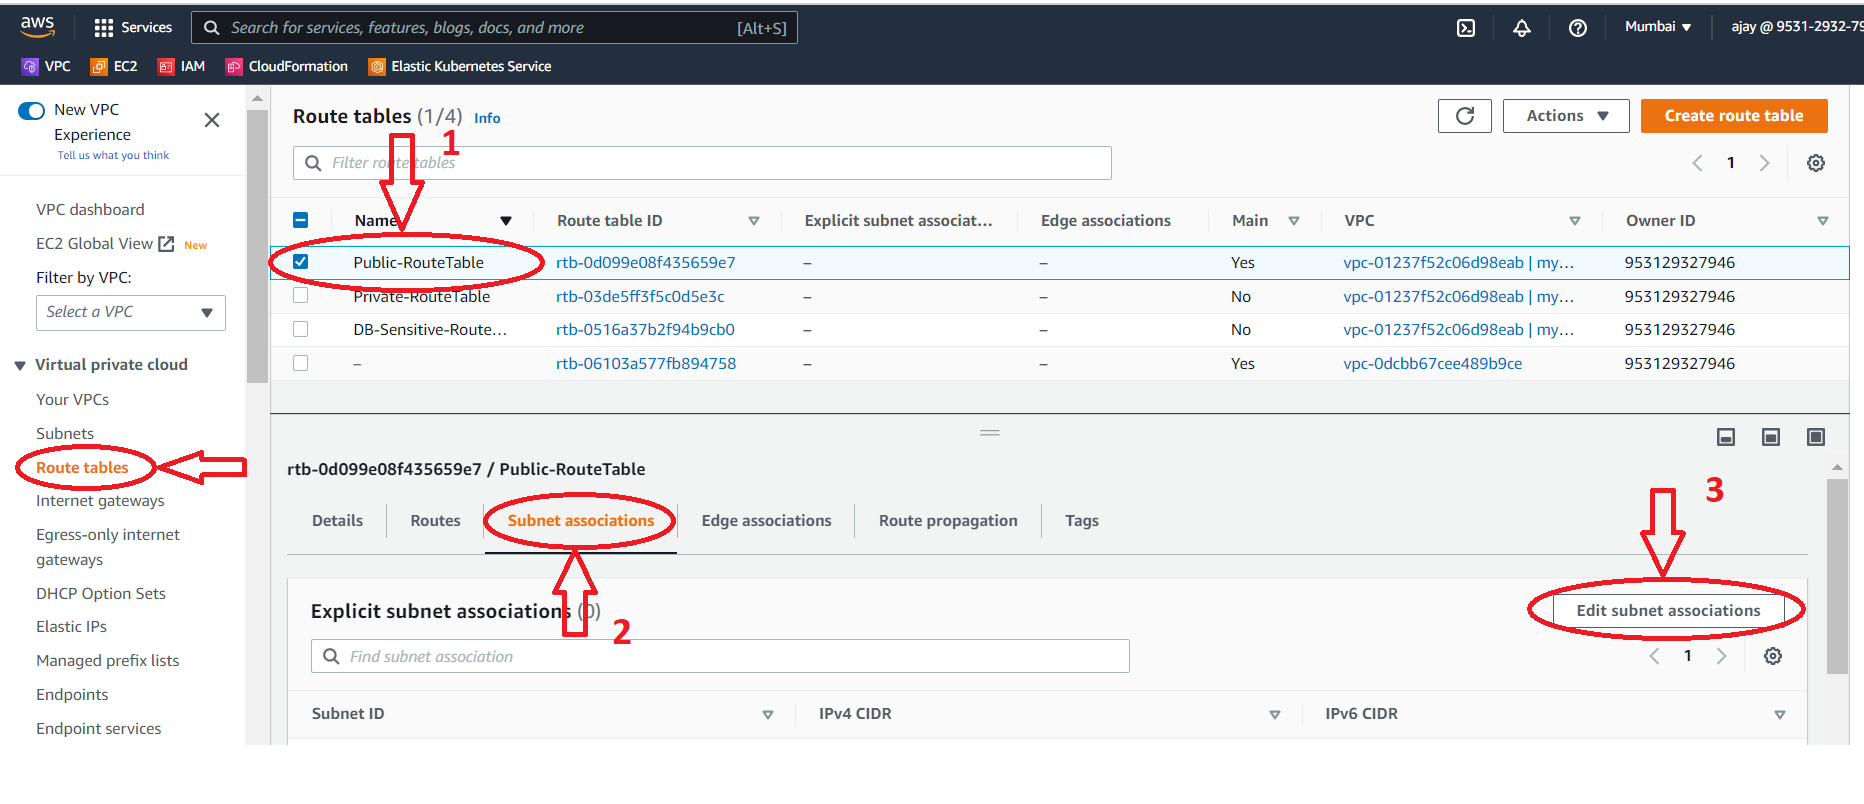 aws Services Search for services, features, blogs, docs, and more [Alt+S] Mumbai ▼ ajay @ 9531-2932-79
VPC EC2 IAM CloudFormation Elastic Kubernetes Service
New VPC
Experience
Tell us what you think
VPC dashboard
EC2 Global View New
Filter by VPC:
Select a VPC
Virtual private cloud
Your VPCs
Subnets
Route tables
Internet gateways
Egress-only internet
gateways
DHCP Option Sets
Elastic IPs
Managed prefix lists
Endpoints
Endpoint services
Route tables (1/4) Info
Actions Create route table
1
Filter route tables
1
Name Route table ID Explicit subnet associat... Edge associations Main VPC Owner ID
Public-RouteTable rtb-0d099e08f435659e7 – – Yes vpc-01237f52c06d98eab | my... 953129327946
Private-RouteTable rtb-03de5ff3f5c0d5e3c – – No vpc-01237f52c06d98eab | my... 953129327946
DB-Sensitive-Route... rtb-0516a37b2f94b9cb0 – – No vpc-01237f52c06d98eab | my... 953129327946
– rtb-06103a577fb894758 – – Yes vpc-0dcbb67cee489b9ce 953129327946
rtb-0d099e08f435659e7 / Public-RouteTable
3
Details Routes Subnet associations Edge associations Route propagation Tags
Explicit subnet associations (0)
Edit subnet associations
2
Find subnet association
1
Subnet ID IPv4 CIDR IPv6 CIDR